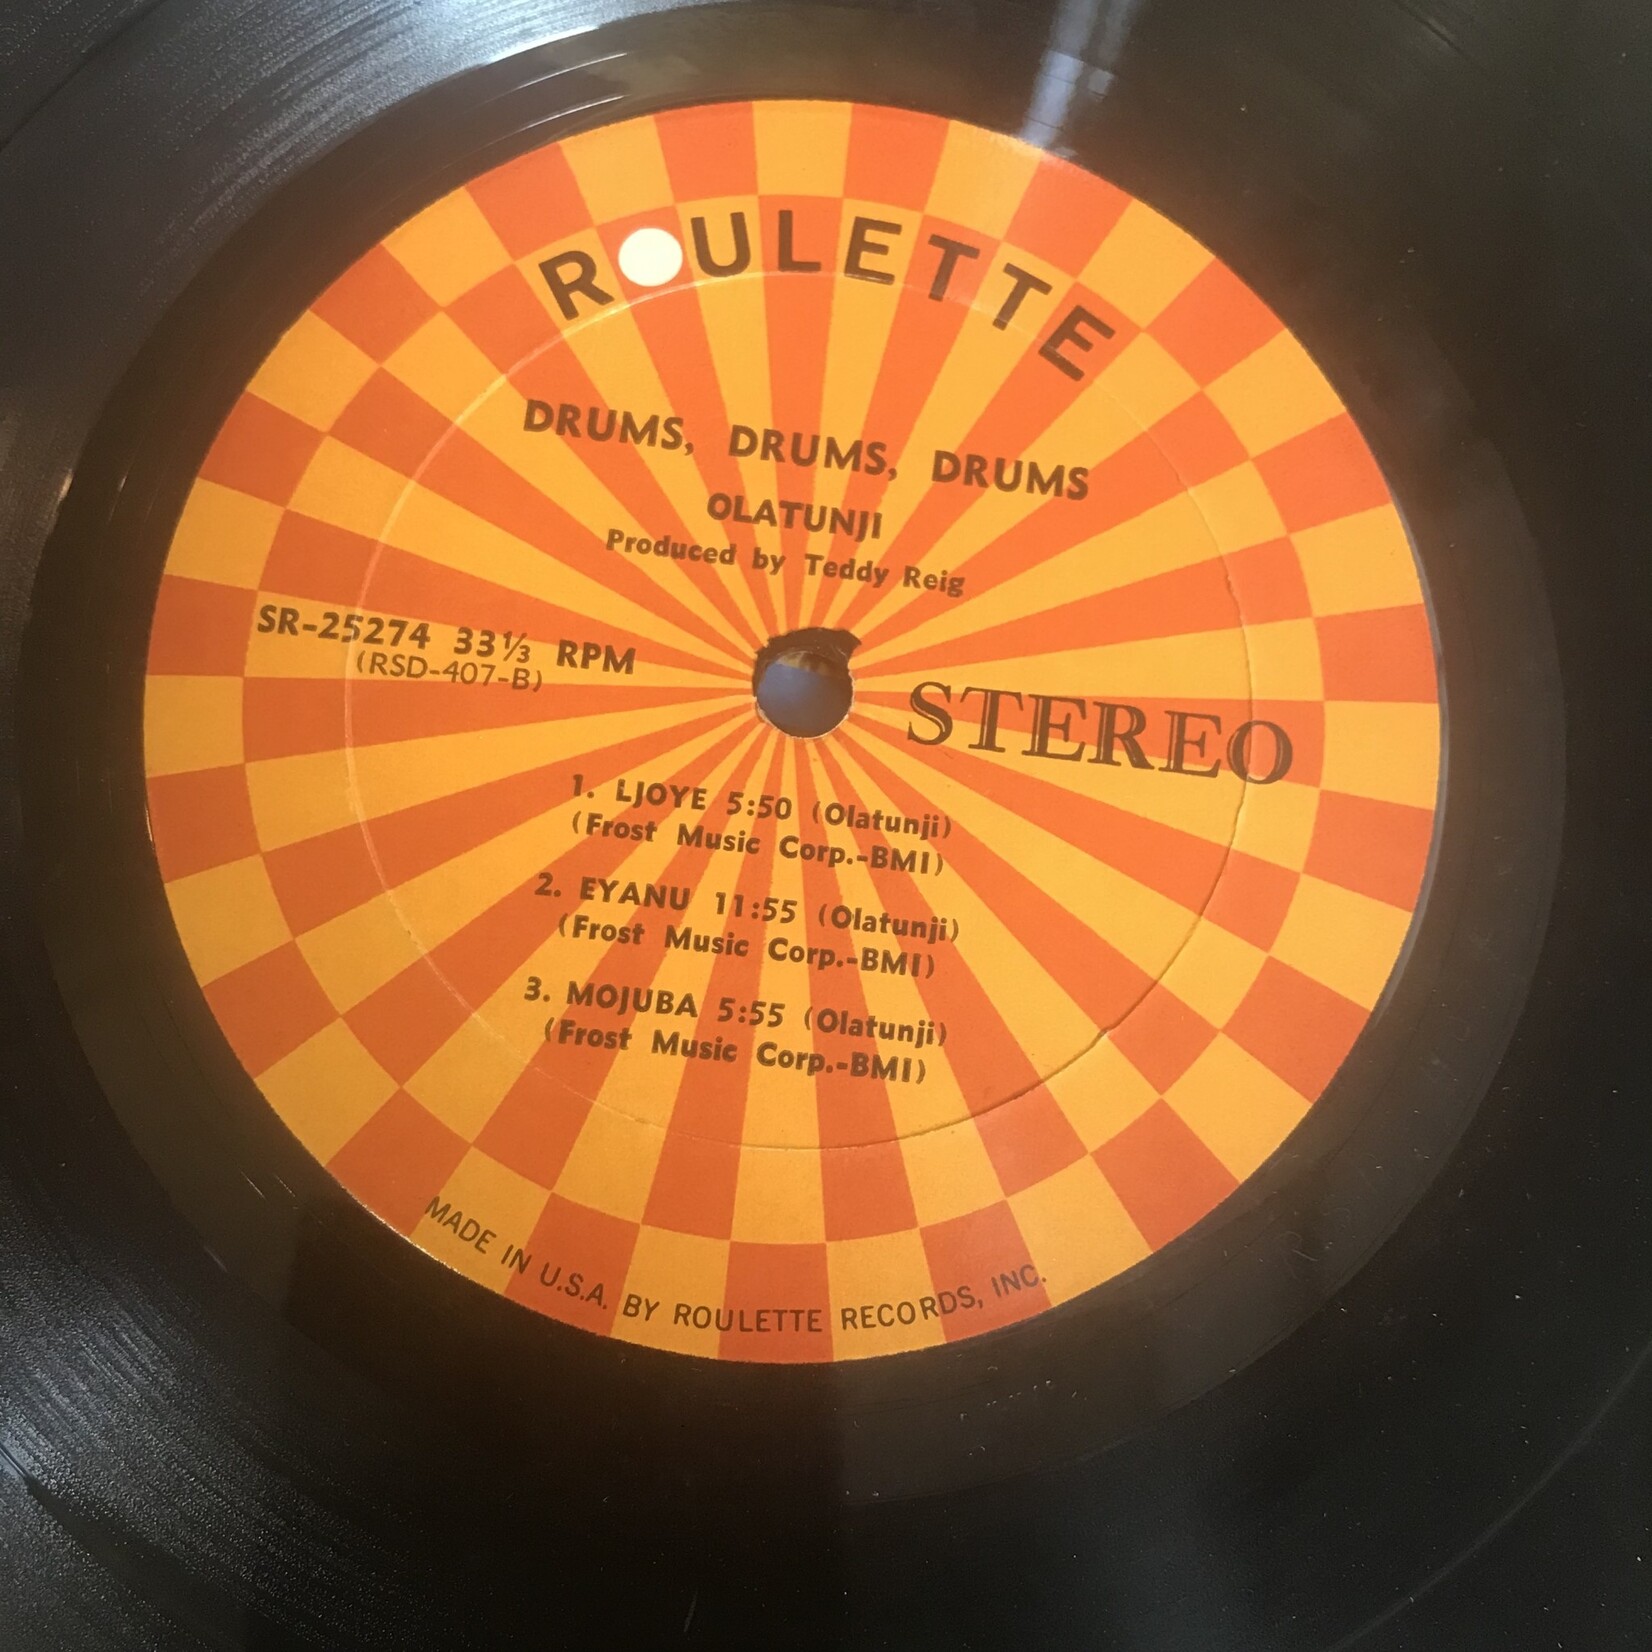 ROULETTE
DRUMS, DRUMS, DRUMS
OLATUNJI
Produced by Teddy Reig
SR-25274 33⅓ RPM
(RSD-407-B)
STEREO
1. LJOYE 5:50 (Olatunji)
(Frost Music Corp.-BMI)
2. EYANU 11:55 (Olatunji)
(Frost Music Corp.-BMI)
3. MOJUBA 5:55 (Olatunji)
(Frost Music Corp.-BMI)
MADE IN U.S.A. BY ROULETTE RECORDS, INC.